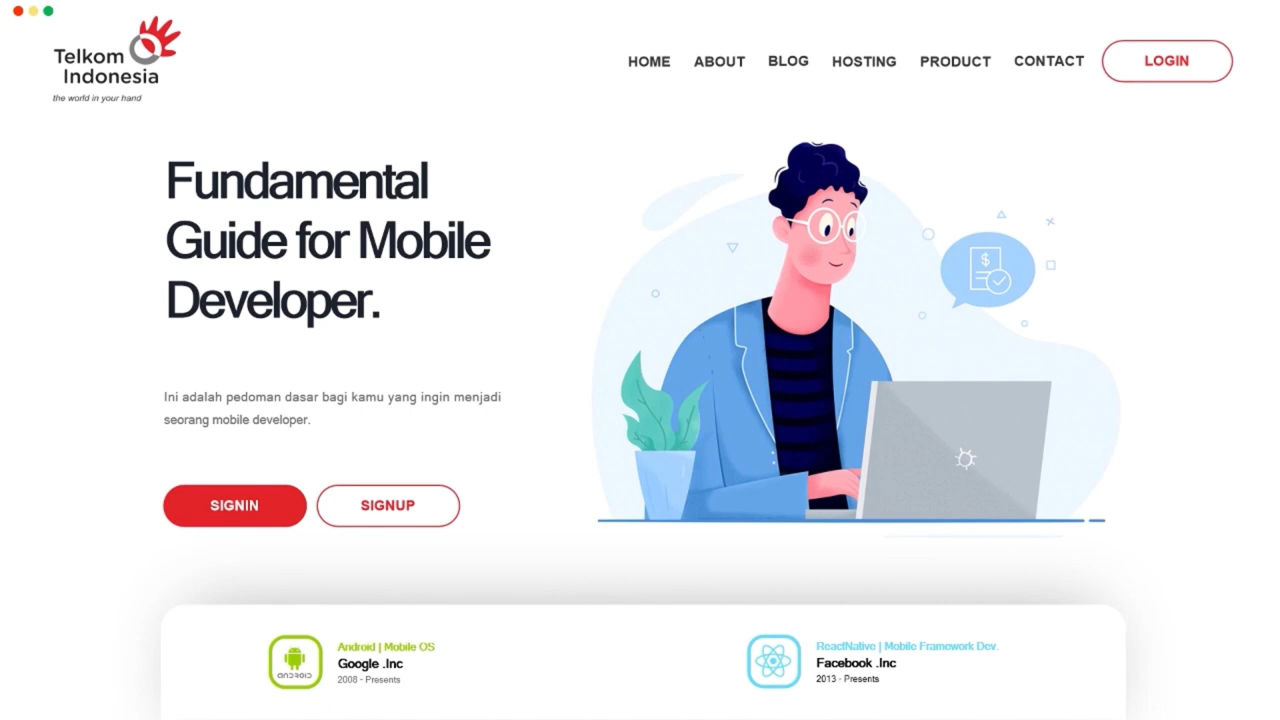 Telkom
Indonesia
the world in your hand
HOME ABOUT BLOG HOSTING PRODUCT CONTACT LOGIN
Fundamental
Guide for Mobile
Developer.
Ini adalah pedoman dasar bagi kamu yang ingin menjadi
seorang mobile developer.
SIGNIN SIGNUP
$
Android | Mobile OS
Google .Inc
2008 - Presents
ANDROID
ReactNative | Mobile Framework Dev.
Facebook .Inc
2013 - Presents